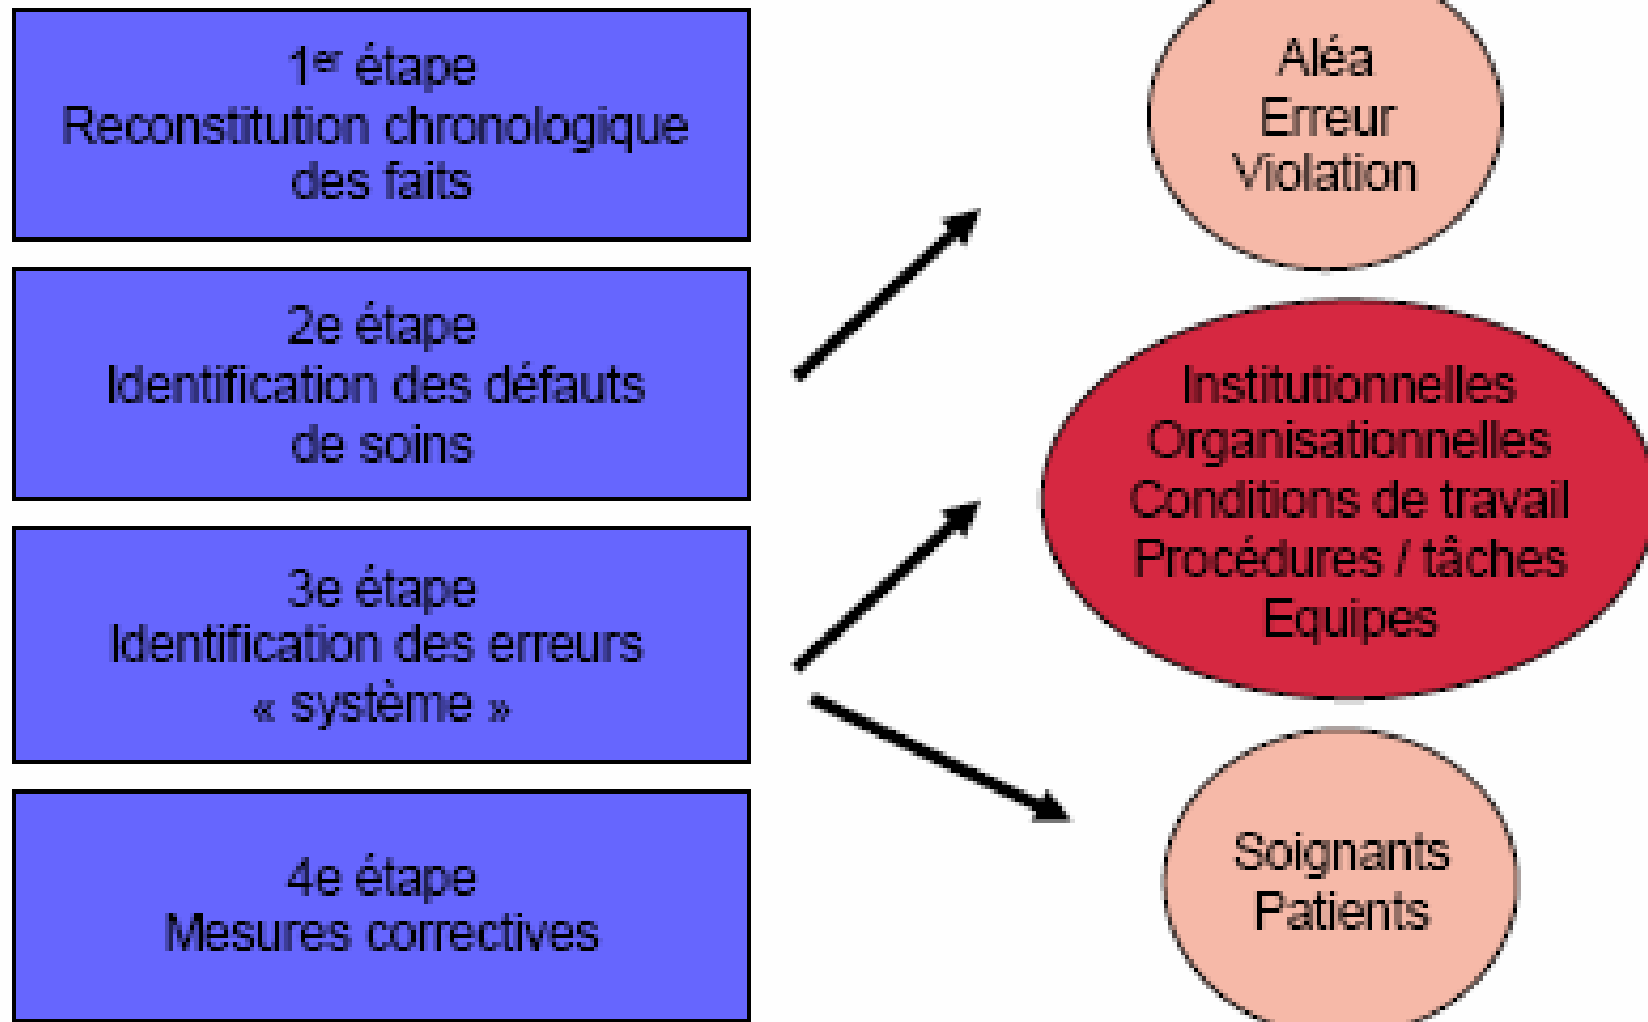 1er étape
Reconstitution chronologique
des faits
2e étape
Identification des défauts
de soins
3e étape
Identification des erreurs
« système »
4e étape
Mesures correctives
Aléa
Erreur
Violation
Institutionnelles
Organisationnelles
Conditions de travail
Procédures / tâches
Equipes
Soignants
Patients